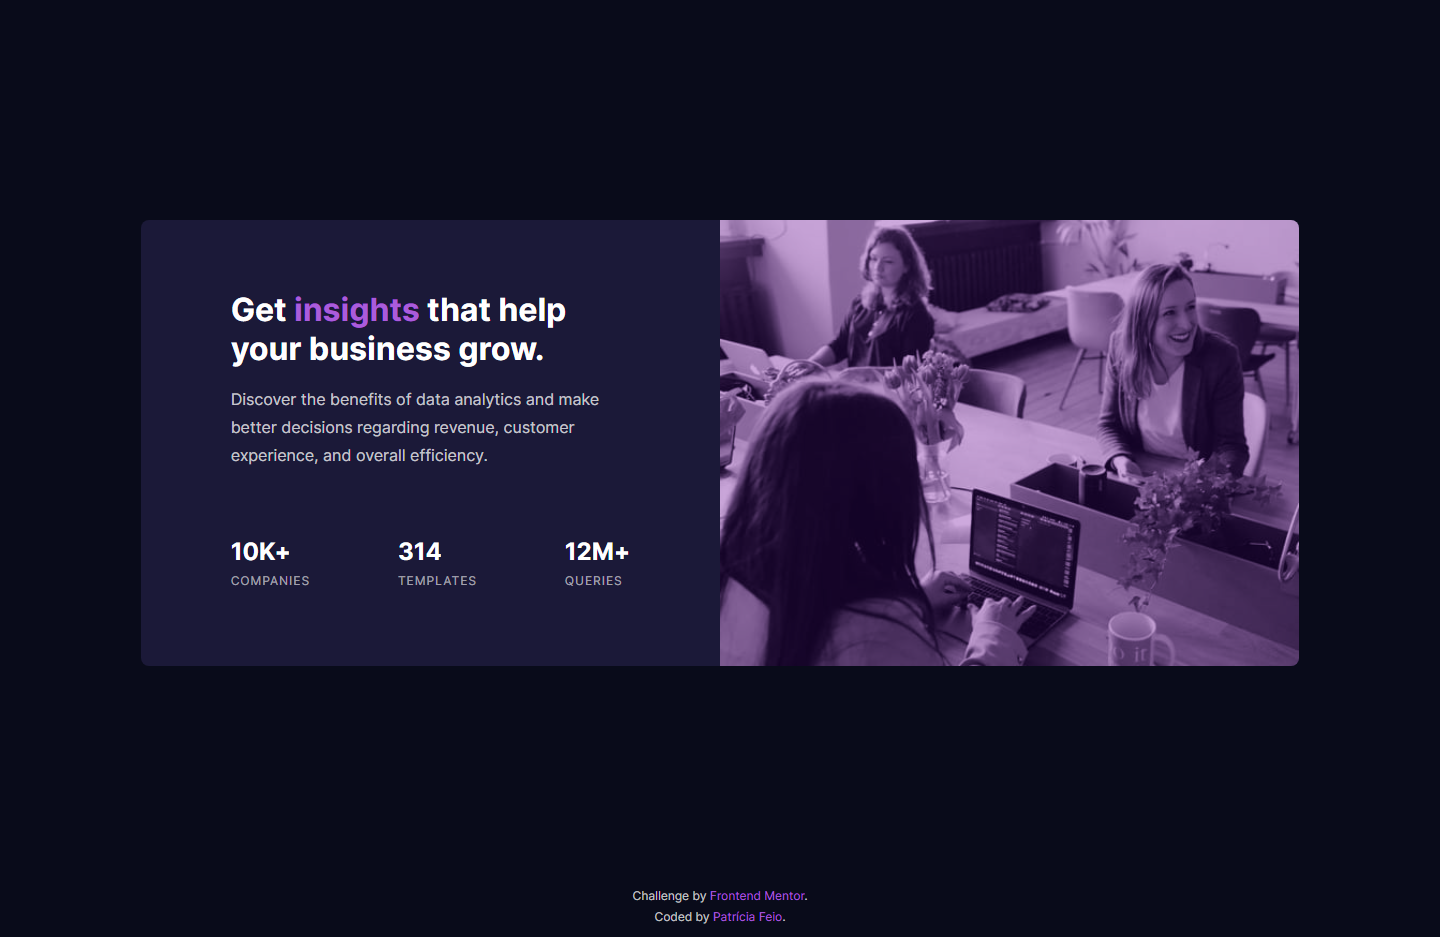 Get insights that help
your business grow.
Discover the benefits of data analytics and make
better decisions regarding revenue, customer
experience, and overall efficiency.
10K+ 314 12M+
COMPANIES TEMPLATES QUERIES
Challenge by Frontend Mentor.
Coded by Patrícia Feio.